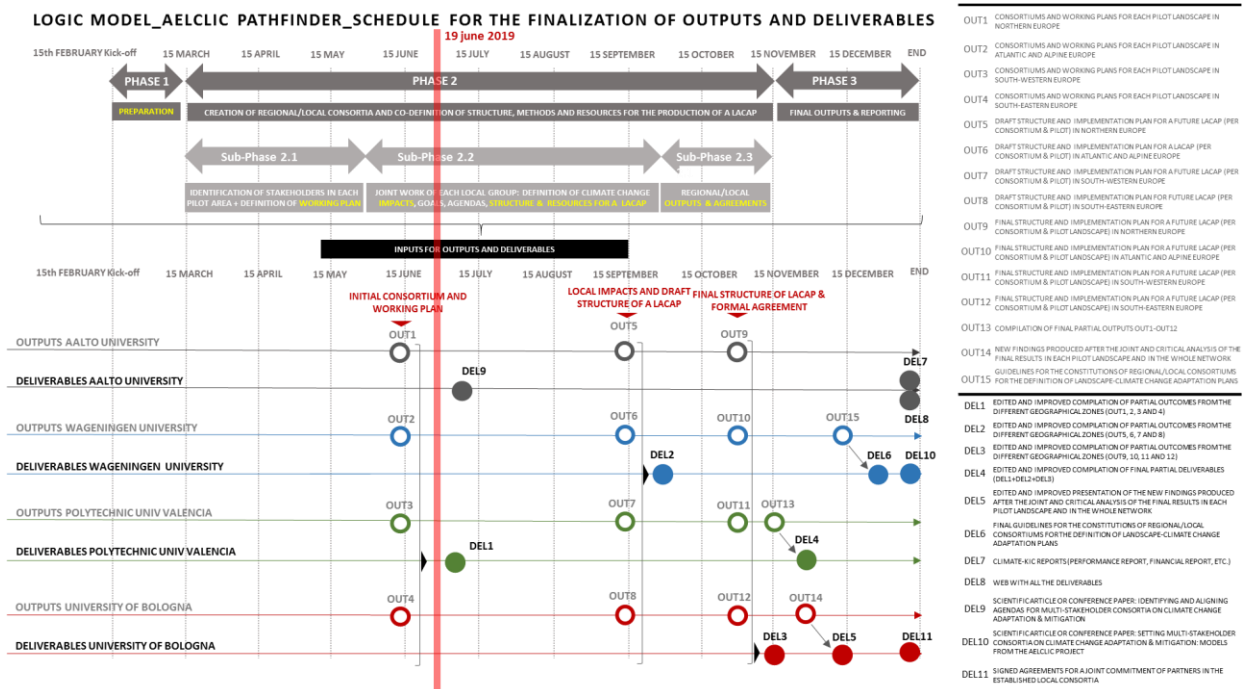 LOGIC MODEL_AELCLIC PATHFINDER_SCHEDULE FOR THE FINALIZATION OF OUTPUTS AND DELIVERABLES
19 june 2019
15th FEBRUARY Kick-off 15 MARCH 15 APRIL 15 MAY 15 JUNE 15 JULY 15 AUGUST 15 SEPTEMBER 15 OCTOBER 15 NOVEMBER 15 DECEMBER END
PHASE 1 PHASE 2 PHASE 3
PREPARATION CREATION OF REGIONAL/LOCAL CONSORTIA AND CO-DEFINITION OF STRUCTURE, METHODS AND RESOURCES FOR THE PRODUCTION OF A LACAP FINAL OUTPUTS & REPORTING
Sub-Phase 2.1 Sub-Phase 2.2 Sub-Phase 2.3
IDENTIFICATION OF STAKEHOLDERS IN EACH
PILOT AREA + DEFINITION OF WORKING PLAN
JOINT WORK OF EACH LOCAL GROUP: DEFINITION OF CLIMATE CHANGE
IMPACTS, GOALS, AGENDAS, STRUCTURE & RESOURCES FOR A LACAP
REGIONAL/LOCAL
OUTPUTS & AGREEMENTS
INPUTS FOR OUTPUTS AND DELIVERABLES
15th FEBRUARY Kick-off 15 MARCH 15 APRIL 15 MAY 15 JUNE 15 JULY 15 AUGUST 15 SEPTEMBER 15 OCTOBER 15 NOVEMBER 15 DECEMBER END
INITIAL CONSORTIUM AND
WORKING PLAN
LOCAL IMPACTS AND DRAFT
STRUCTURE OF A LACAP
FINAL STRUCTURE OF LACAP &
FORMAL AGREEMENT
OUTPUTS AALTO UNIVERSITY OUT1 OUT5 OUT9
DELIVERABLES AALTO UNIVERSITY DEL9 DEL7
DEL8
OUTPUTS WAGENINGEN UNIVERSITY OUT2 OUT6 OUT10 OUT15
DELIVERABLES WAGENINGEN UNIVERSITY DEL2 DEL6 DEL10
OUTPUTS POLYTECHNIC UNIV VALENCIA OUT3 OUT7 OUT11 OUT13
DELIVERABLES POLYTECHNIC UNIV VALENCIA DEL1 DEL4
OUTPUTS UNIVERSITY OF BOLOGNA OUT4 OUT8 OUT12 OUT14
DELIVERABLES UNIVERSITY OF BOLOGNA DEL3 DEL5 DEL11
OUT1 CONSORTIUMS AND WORKING PLANS FOR EACH PILOT LANDSCAPE IN
NORTHERN EUROPE
OUT2 CONSORTIUMS AND WORKING PLANS FOR EACH PILOT LANDSCAPE IN
ATLANTIC AND ALPINE EUROPE
OUT3 CONSORTIUMS AND WORKING PLANS FOR EACH PILOT LANDSCAPE IN
SOUTH-WESTERN EUROPE
OUT4 CONSORTIUMS AND WORKING PLANS FOR EACH PILOT LANDSCAPE IN
SOUTH-EASTERN EUROPE
OUT5 DRAFT STRUCTURE AND IMPLEMENTATION PLAN FOR A FUTURE LACAP (PER
CONSORTIUM & PILOT) IN NORTHERN EUROPE
OUT6 DRAFT STRUCTURE AND IMPLEMENTATION PLAN FOR A LACAP (PER
CONSORTIUM & PILOT) IN ATLANTIC AND ALPINE EUROPE
OUT7 DRAFT STRUCTURE AND IMPLEMENTATION PLAN FOR A FUTURE LACAP (PER
CONSORTIUM & PILOT) IN SOUTH-WESTERN EUROPE
OUT8 DRAFT STRUCTURE AND IMPLEMENTATION PLAN FOR FUTURE LACAP (PER
CONSORTIUM & PILOT) IN SOUTH-EASTERN EUROPE
OUT9 FINAL STRUCTURE AND IMPLEMENTATION PLAN FOR A FUTURE LACAP (PER
CONSORTIUM & PILOT LANDSCAPE) IN NORTHERN EUROPE
OUT10 FINAL STRUCTURE AND IMPLEMENTATION PLAN FOR A FUTURE LACAP (PER
CONSORTIUM & PILOT LANDSCAPE) IN ATLANTIC AND ALPINE EUROPE
OUT11 FINAL STRUCTURE AND IMPLEMENTATION PLAN FOR A FUTURE LACAP (PER
CONSORTIUM & PILOT LANDSCAPE) IN SOUTH-WESTERN EUROPE
OUT12 FINAL STRUCTURE AND IMPLEMENTATION PLAN FOR A FUTURE LACAP (PER
CONSORTIUM & PILOT LANDSCAPE) IN SOUTH-EASTERN EUROPE
OUT13 COMPILATION OF FINAL PARTIAL OUTPUTS OUT1-OUT12
OUT14 NEW FINDINGS PRODUCED AFTER THE JOINT AND CRITICAL ANALYSIS OF THE
FINAL RESULTS IN EACH PILOT LANDSCAPE AND IN THE WHOLE NETWORK
OUT15 GUIDELINES FOR THE CONSTITUTIONS OF REGIONAL/LOCAL CONSORTIUMS
FOR THE DEFINITION OF LANDSCAPE-CLIMATE CHANGE ADAPTATION PLANS
DEL1 EDITED AND IMPROVED COMPILATION OF PARTIAL OUTCOMES FROM THE
DIFFERENT GEOGRAPHICAL ZONES (OUT1, 2, 3 AND 4)
DEL2 EDITED AND IMPROVED COMPILATION OF PARTIAL OUTCOMES FROM THE
DIFFERENT GEOGRAPHICAL ZONES (OUT5, 6, 7 AND 8)
DEL3 EDITED AND IMPROVED COMPILATION OF PARTIAL OUTCOMES FROM THE
DIFFERENT GEOGRAPHICAL ZONES (OUT9, 10, 11 AND 12)
DEL4 EDITED AND IMPROVED COMPILATION OF FINAL PARTIAL DELIVERABLES
(DEL1+DEL2+DEL3)
DEL5 EDITED AND IMPROVED PRESENTATION OF THE NEW FINDINGS PRODUCED
AFTER THE JOINT AND CRITICAL ANALYSIS OF THE FINAL RESULTS IN EACH
PILOT LANDSCAPE AND IN THE WHOLE NETWORK
DEL6 FINAL GUIDELINES FOR THE CONSTITUTIONS OF REGIONAL/LOCAL
CONSORTIUMS FOR THE DEFINITION OF LANDSCAPE-CLIMATE CHANGE
ADAPTATION PLANS
DEL7 CLIMATE-KIC REPORTS (PERFORMANCE REPORT, FINANCIAL REPORT, ETC.)
DEL8 WEB WITH ALL THE DELIVERABLES
DEL9 SCIENTIFIC ARTICLE OR CONFERENCE PAPER: IDENTIFYING AND ALIGNING
AGENDAS FOR MULTI-STAKEHOLDER CONSORTIA ON CLIMATE CHANGE
ADAPTATION & MITIGATION
DEL10 SCIENTIFIC ARTICLE OR CONFERENCE PAPER: SETTING MULTI-STAKEHOLDER
CONSORTIA ON CLIMATE CHANGE ADAPTATION & MITIGATION: MODELS
FROM THE AELCLIC PROJECT
DEL11 SIGNED AGREEMENTS FOR A JOINT COMMITMENT OF PARTNERS IN THE
ESTABLISHED LOCAL CONSORTIA